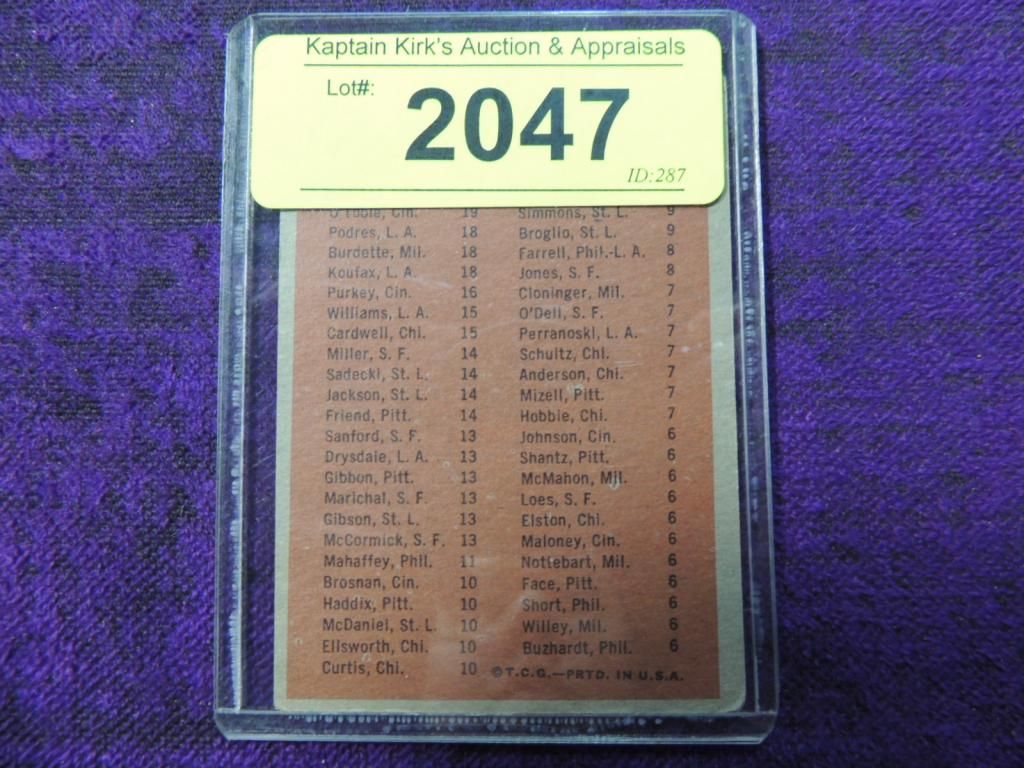 Kaptain Kirk's Auction & Appraisals
Lot#:
2047
ID:287
O'Toole, Cin. 19
Podres, L. A. 18
Burdette, Mil. 18
Koufax, L. A. 18
Purkey, Cin. 16
Williams, L. A. 15
Cardwell, Chi. 15
Miller, S. F. 14
Sadecki, St. L. 14
Jackson, St. L. 14
Friend, Pitt. 14
Sanford, S. F. 13
Drysdale, L. A. 13
Gibbon, Pitt. 13
Marichal, S. F. 13
Gibson, St. L. 13
McCormick, S. F. 13
Mahaffey, Phil. 11
Brosnan, Cin. 10
Haddix, Pitt. 10
McDaniel, St. L. 10
Ellsworth, Chi. 10
Curtis, Chi. 10
Simmons, St. L. 9
Broglio, St. L. 9
Farrell, Phil.-L. A. 8
Jones, S. F. 8
Cloninger, Mil. 7
O'Dell, S. F. 7
Perranoski, L. A. 7
Schultz, Chi. 7
Anderson, Chi. 7
Mizell, Pitt. 7
Hobbie, Chi. 7
Johnson, Cin. 6
Shantz, Pitt. 6
McMahon, Mil. 6
Loes, S. F. 6
Elston, Chi. 6
Maloney, Cin. 6
Nottebart, Mil. 6
Face, Pitt. 6
Short, Phil. 6
Willey, Mil. 6
Buzhardt, Phil. 6
©T.C.G.—PRTD. IN U.S.A.